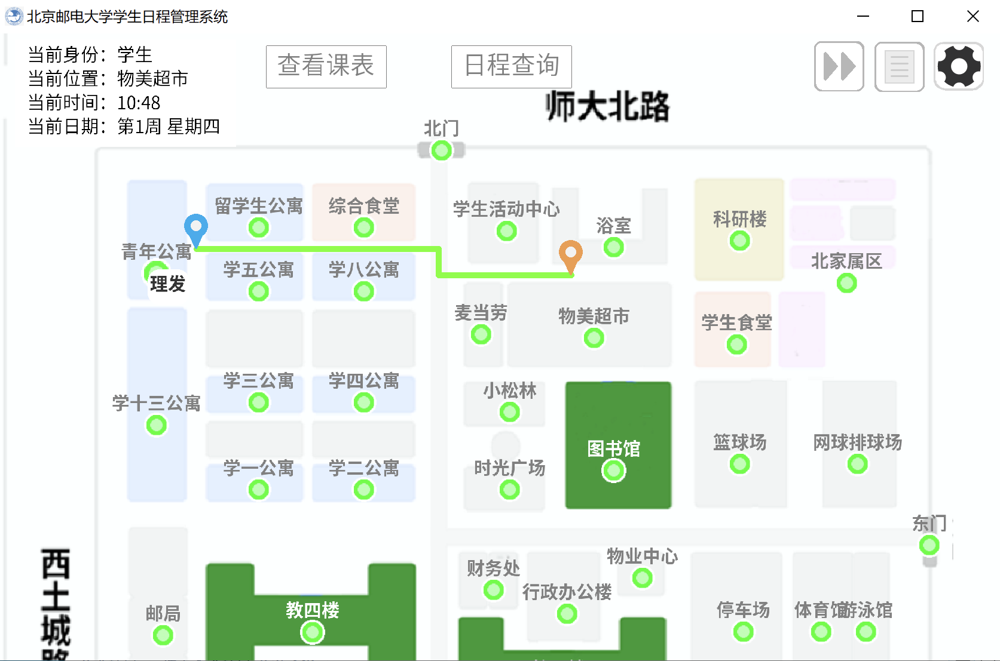 北京邮电大学学生日程管理系统
当前身份：学生
当前位置：物美超市
当前时间：10:48
当前日期：第1周 星期四
查看课表
日程查询
师大北路
北门
留学生公寓
综合食堂
学生活动中心
浴室
科研楼
青年公寓
理发
学五公寓
学八公寓
北家属区
麦当劳
物美超市
学生食堂
学三公寓
学四公寓
小松林
学十三公寓
图书馆
篮球场
网球排球场
学一公寓
学二公寓
时光广场
东门
西土城路
财务处
物业中心
行政办公楼
邮局
教四楼
停车场
体育馆
游泳馆